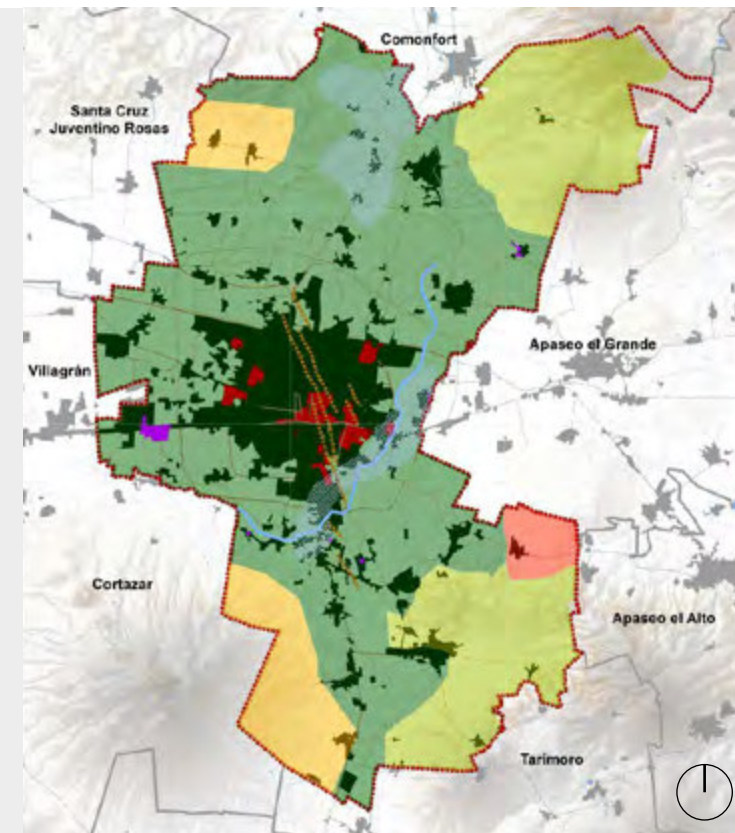 Comonfort
Santa Cruz
Juventino Rosas
Apaseo el Grande
Villagrán
Cortazar
Apaseo el Alto
Tarimoro